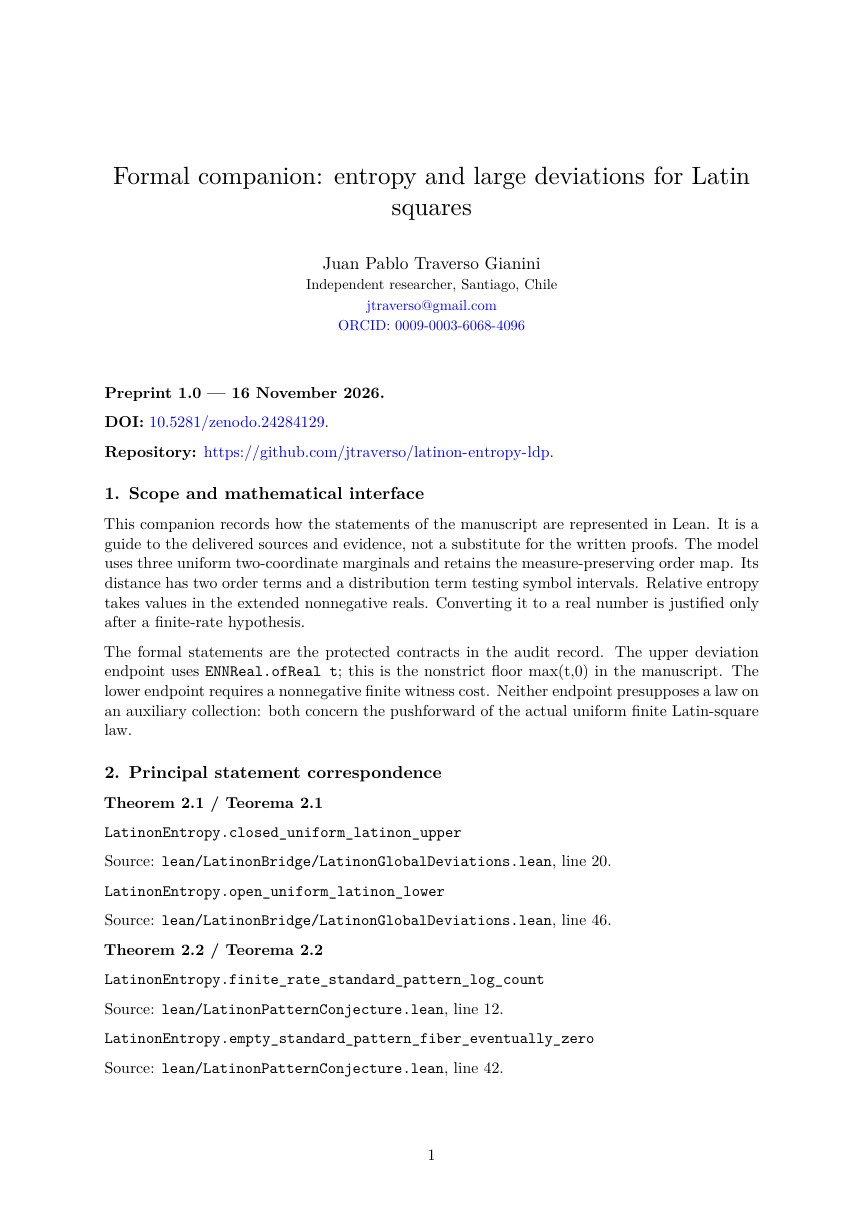 Formal companion: entropy and large deviations for Latin
squares
Juan Pablo Traverso Gianini
Independent researcher, Santiago, Chile
jtraverso@gmail.com
ORCID: 0009-0003-6068-4096
Preprint 1.0 — 16 November 2026.
DOI: 10.5281/zenodo.24284129.
Repository: https://github.com/jtraverso/latinon-entropy-ldp.
1. Scope and mathematical interface
This companion records how the statements of the manuscript are represented in Lean. It is a
guide to the delivered sources and evidence, not a substitute for the written proofs. The model
uses three uniform two-coordinate marginals and retains the measure-preserving order map. Its
distance has two order terms and a distribution term testing symbol intervals. Relative entropy
takes values in the extended nonnegative reals. Converting it to a real number is justified only
after a finite-rate hypothesis.
The formal statements are the protected contracts in the audit record. The upper deviation
endpoint uses ENNReal.ofReal t; this is the nonstrict floor max(t,0) in the manuscript. The
lower endpoint requires a nonnegative finite witness cost. Neither endpoint presupposes a law on
an auxiliary collection: both concern the pushforward of the actual uniform finite Latin-square
law.
2. Principal statement correspondence
Theorem 2.1 / Teorema 2.1
LatinonEntropy.closed_uniform_latinon_upper
Source: lean/LatinonBridge/LatinonGlobalDeviations.lean, line 20.
LatinonEntropy.open_uniform_latinon_lower
Source: lean/LatinonBridge/LatinonGlobalDeviations.lean, line 46.
Theorem 2.2 / Teorema 2.2
LatinonEntropy.finite_rate_standard_pattern_log_count
Source: lean/LatinonPatternConjecture.lean, line 12.
LatinonEntropy.empty_standard_pattern_fiber_eventually_zero
Source: lean/LatinonPatternConjecture.lean, line 42.
1